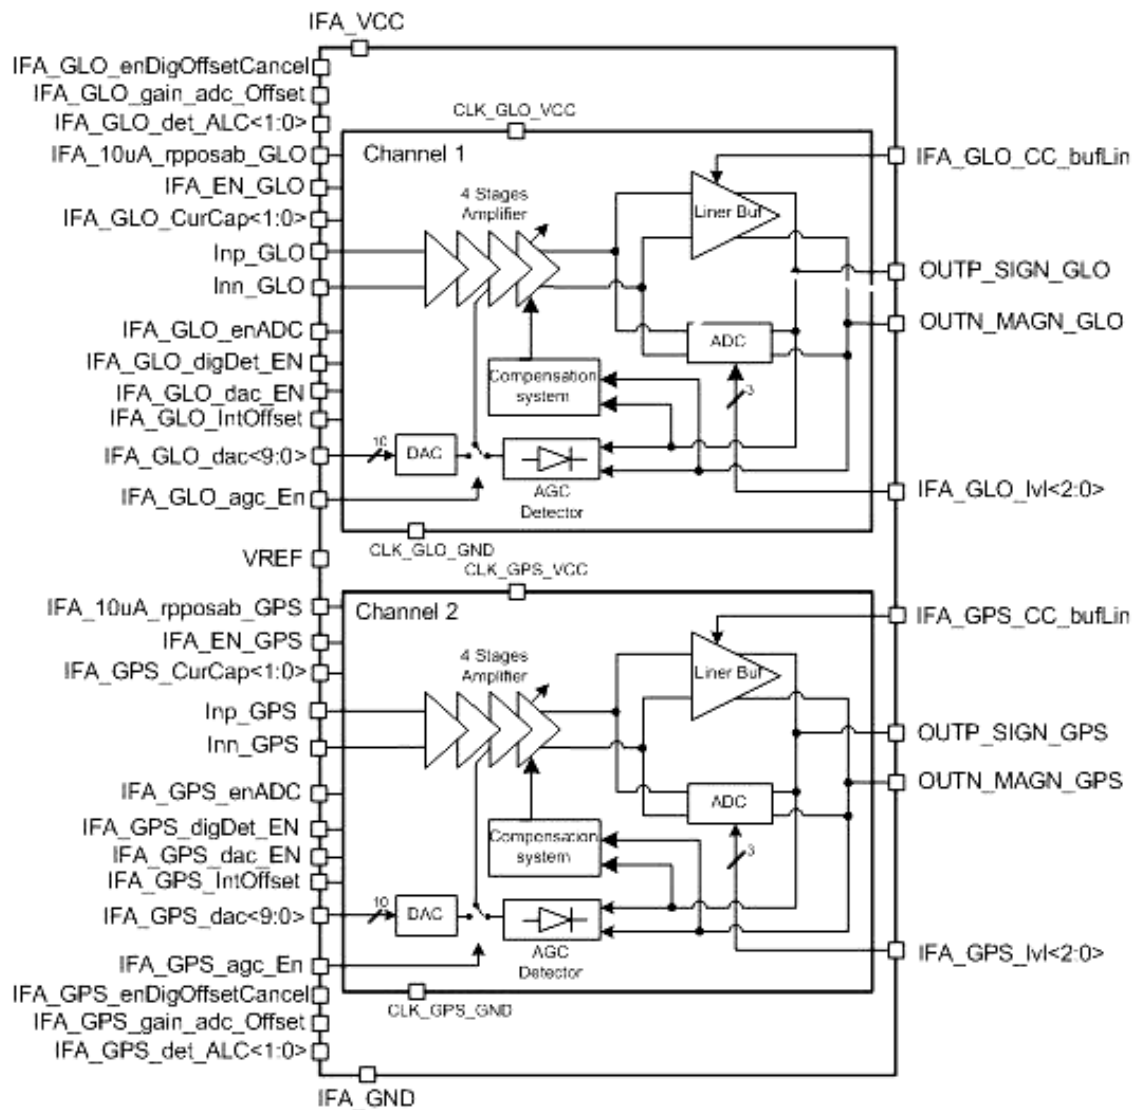 IFA_VCC
IFA_GLO_enDigOffsetCancel
IFA_GLO_gain_adc_Offset
IFA_GLO_det_ALC<1:0>
IFA_10uA_rpposab_GLO
IFA_EN_GLO
IFA_GLO_CurCap<1:0>
Inp_GLO
Inn_GLO
IFA_GLO_enADC
IFA_GLO_digDet_EN
IFA_GLO_dac_EN
IFA_GLO_IntOffset
IFA_GLO_dac<9:0>
IFA_GLO_agc_En
CLK_GLO_VCC
Channel 1
4 Stages
Amplifier
Liner Buf
ADC
3
Compensation
system
10
DAC
AGC
Detector
CLK_GLO_GND
IFA_GLO_CC_bufLin
OUTP_SIGN_GLO
OUTN_MAGN_GLO
IFA_GLO_lvl<2:0>
VREF
IFA_10uA_rpposab_GPS
IFA_EN_GPS
IFA_GPS_CurCap<1:0>
Inp_GPS
Inn_GPS
IFA_GPS_enADC
IFA_GPS_digDet_EN
IFA_GPS_dac_EN
IFA_GPS_IntOffset
IFA_GPS_dac<9:0>
IFA_GPS_agc_En
IFA_GPS_enDigOffsetCancel
IFA_GPS_gain_adc_Offset
IFA_GPS_det_ALC<1:0>
CLK_GPS_VCC
Channel 2
4 Stages
Amplifier
Liner Buf
ADC
3
Compensation
system
10
DAC
AGC
Detector
CLK_GPS_GND
IFA_GPS_CC_bufLin
OUTP_SIGN_GPS
OUTN_MAGN_GPS
IFA_GPS_lvl<2:0>
IFA_GND